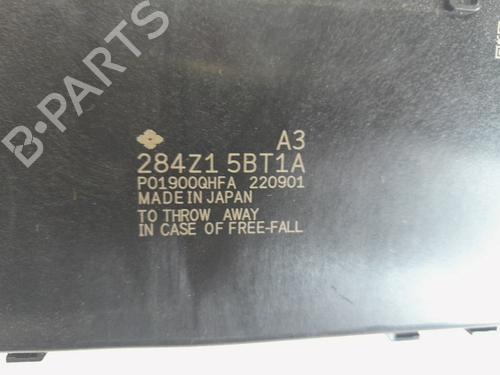 B-PARTS
A3
284Z1 5BT1A
P01900QHFA 220901
MADE IN JAPAN
TO THROW AWAY
IN CASE OF FREE-FALL